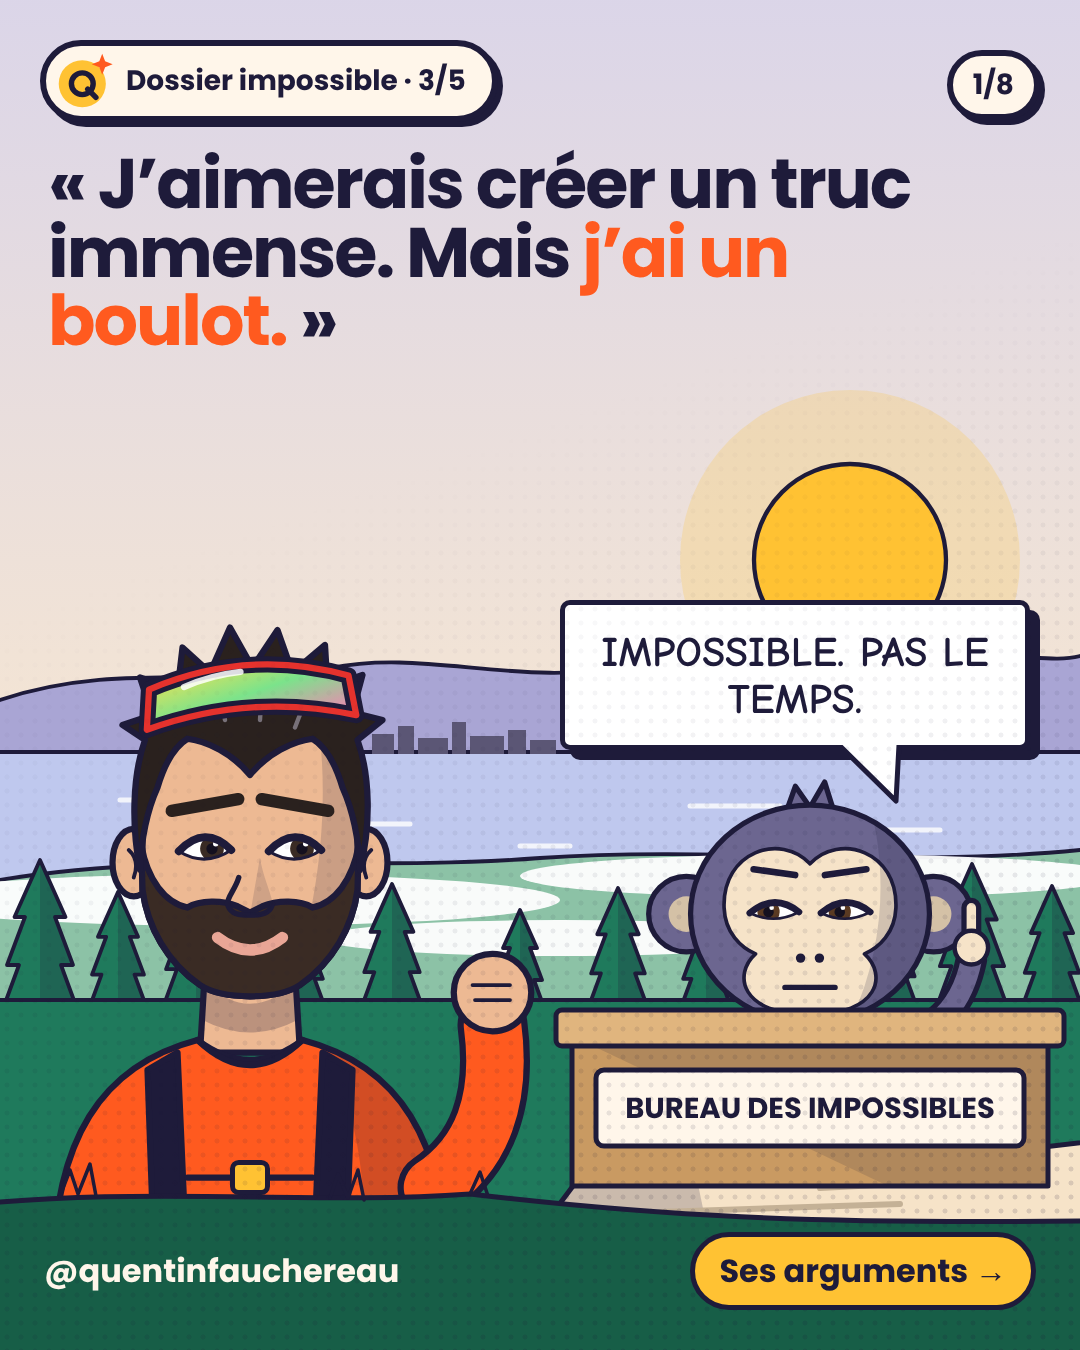 Q
Dossier impossible · 3/5
1/8
« J’aimerais créer un truc
immense. Mais j’ai un
boulot. »
IMPOSSIBLE. PAS LE
TEMPS.
BUREAU DES IMPOSSIBLES
@quentinfauchereau
Ses arguments →